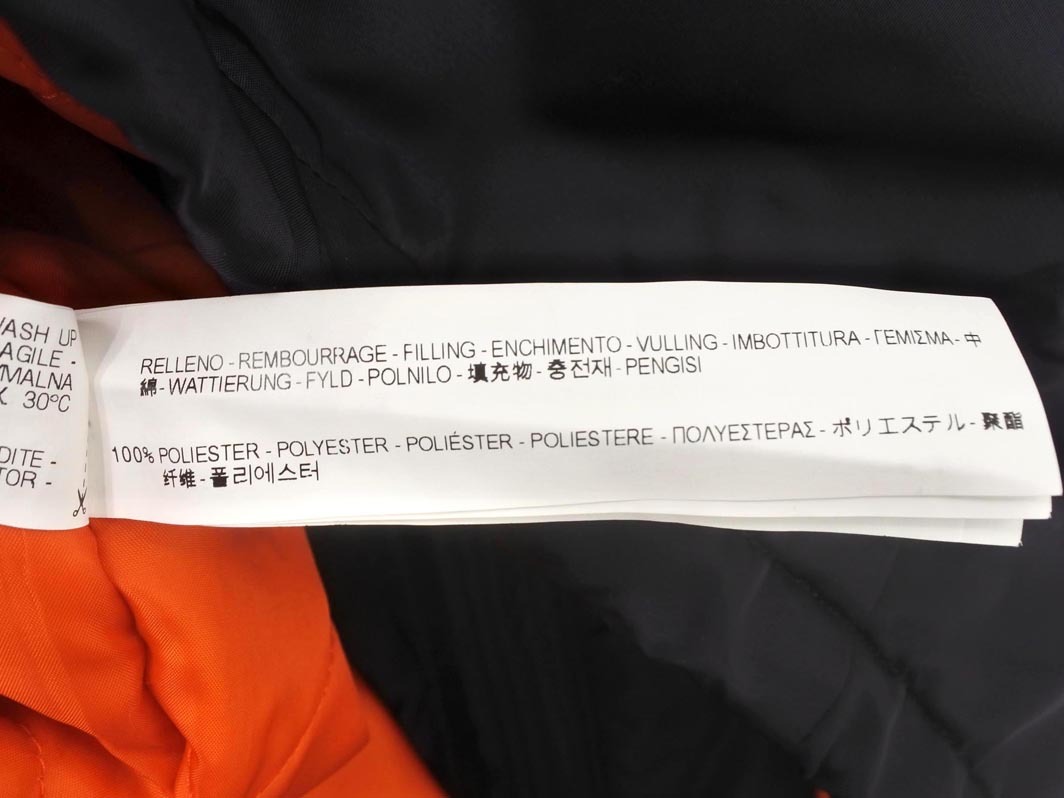 WASH UP
AGILE -
MALNA
30ºC
DITE -
TOR -
RELLENO - REMBOURRAGE - FILLING - ENCHIMENTO - VULLING - IMBOTTITURA - ΓΕΜΙΣΜΑ - 中
綿 - WATTIERUNG - FYLD - POLNILO - 填充物 - 충전재 - PENGISI
100% POLIESTER - POLYESTER - POLIÉSTER - POLIESTERE - ΠΟΛΥΕΣΤΕΡΑΣ - ポリエステル - 聚酯
纤维 - 폴리에스터